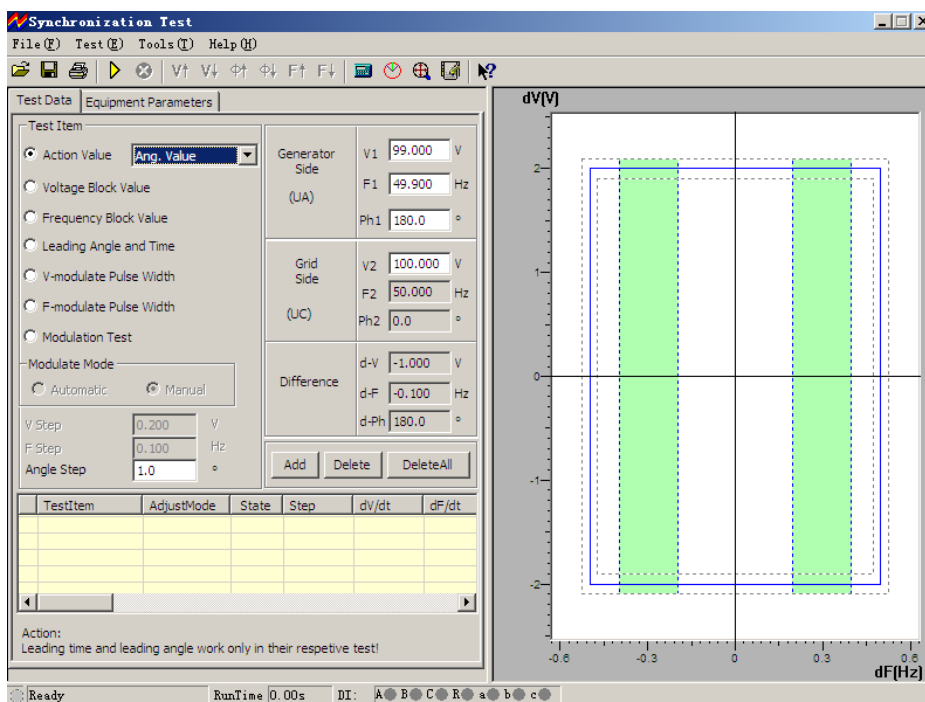 Synchronization Test
File(F) Test(E) Tools(T) Help(H)
V↑ V↓ Φ↑ Φ↓ F↑ F↓
Test Data Equipment Parameters
Test Item
Action Value Ang. Value
Voltage Block Value
Frequency Block Value
Leading Angle and Time
V-modulate Pulse Width
F-modulate Pulse Width
Modulation Test
Modulate Mode
Automatic Manual
V Step 0.200 V
F Step 0.100 Hz
Angle Step 1.0 °
Generator Side (UA)
V1 99.000 V
F1 49.900 Hz
Ph1 180.0 °
Grid Side (UC)
V2 100.000 V
F2 50.000 Hz
Ph2 0.0 °
Difference
d-V -1.000 V
d-F -0.100 Hz
d-Ph 180.0 °
Add Delete DeleteAll
TestItem AdjustMode State Step dV/dt dF/dt
Action:
Leading time and leading angle work only in their respetive test!
dV(V)
2
1
0
-1
-2
-0.6 -0.3 0 0.3 0.6
dF(Hz)
Ready RunTime 0.00s DI: A B C R a b c